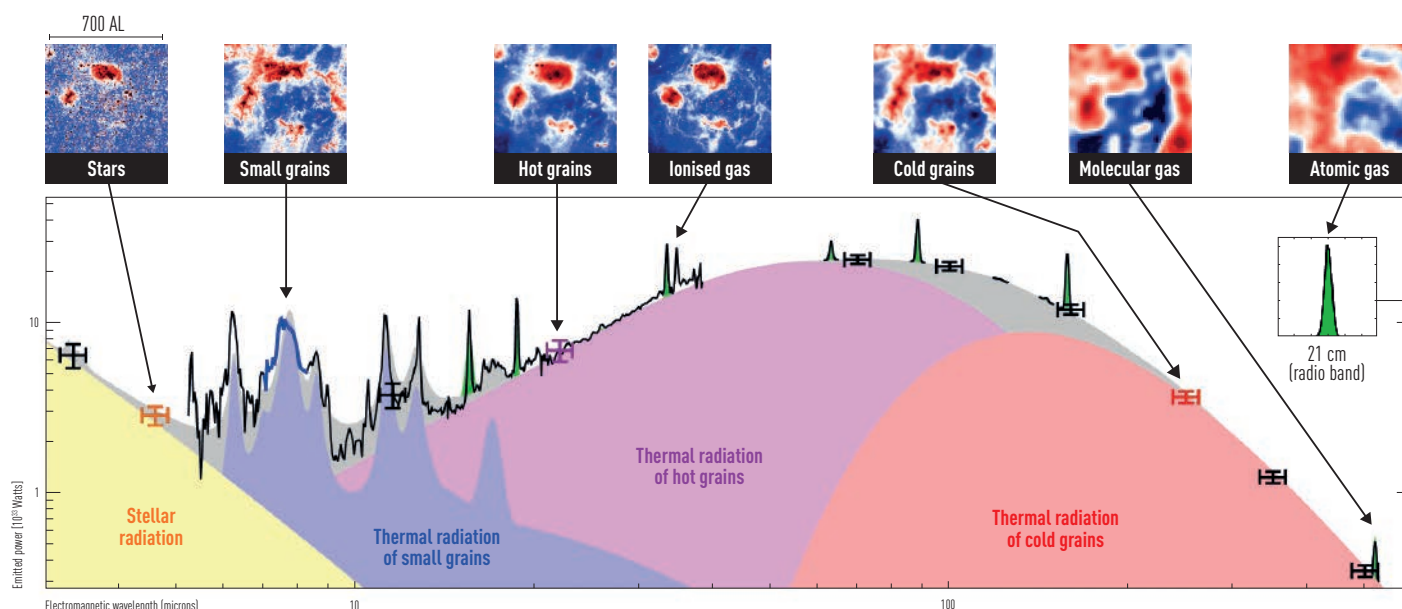 700 AL
Stars
Small grains
Hot grains
Ionised gas
Cold grains
Molecular gas
Atomic gas
21 cm
(radio band)
10
1
Emitted power [10³³ Watts]
Stellar
radiation
Thermal radiation
of small grains
Thermal radiation
of hot grains
Thermal radiation
of cold grains
Electromagnetic wavelength [microns]
10
100